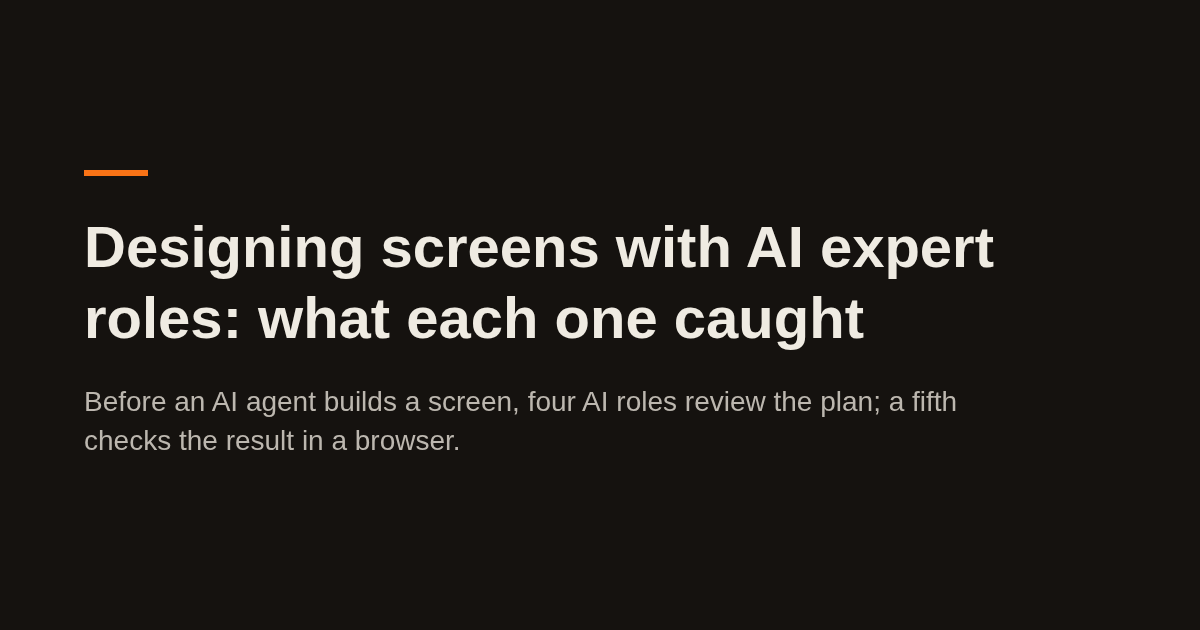 Designing screens with AI expert
roles: what each one caught
Before an AI agent builds a screen, four AI roles review the plan; a fifth
checks the result in a browser.